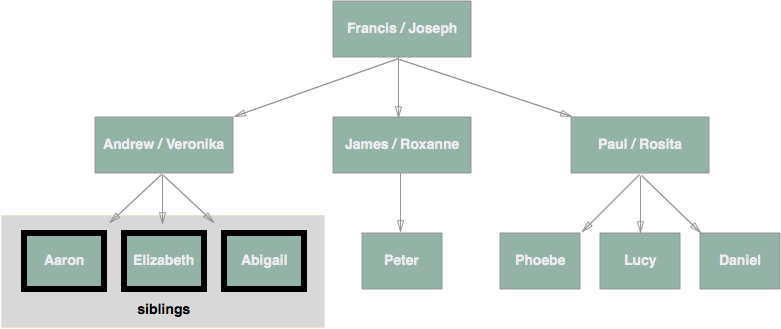 Francis / Joseph
Andrew / Veronika
James / Roxanne
Paul / Rosita
Aaron
Elizabeth
Abigail
Peter
Phoebe
Lucy
Daniel
siblings